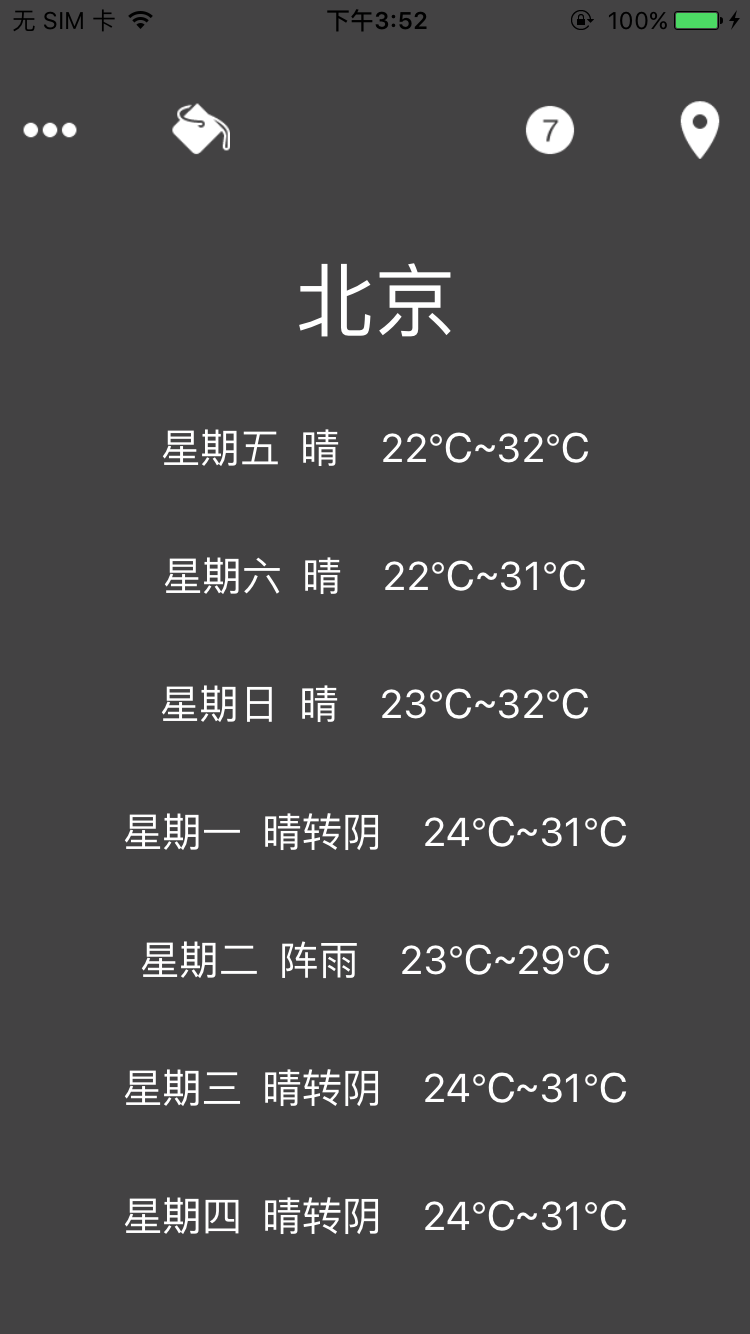 无 SIM 卡 下午3:52 100%
7
北京
星期五 晴 22℃~32℃
星期六 晴 22℃~31℃
星期日 晴 23℃~32℃
星期一 晴转阴 24℃~31℃
星期二 阵雨 23℃~29℃
星期三 晴转阴 24℃~31℃
星期四 晴转阴 24℃~31℃